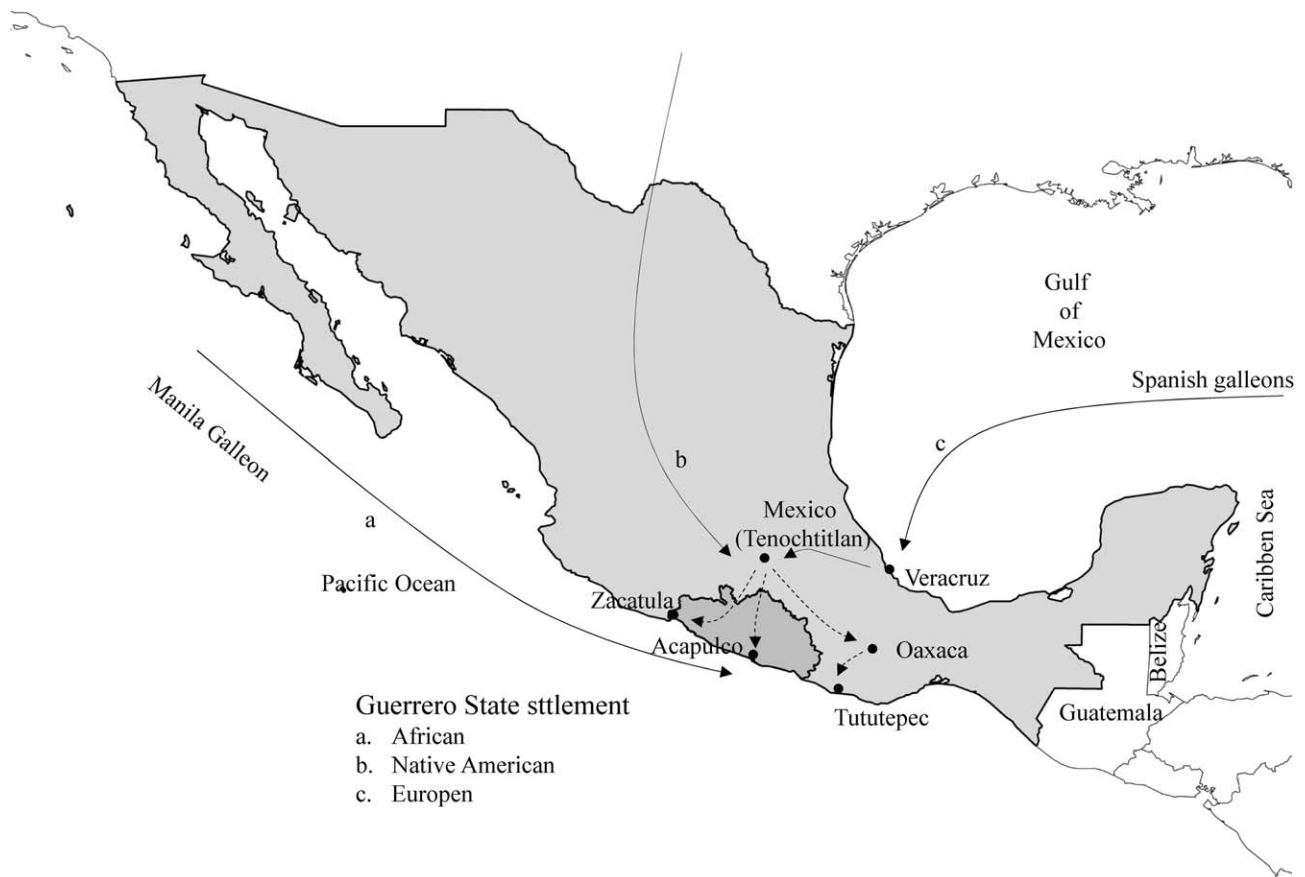 Gulf
of
Mexico
Spanish galleons
Manila Galleon
c
b
a
Mexico
(Tenochtitlan)
Caribben Sea
Veracruz
Pacific Ocean
Zacatula
Acapulco
Oaxaca
Belize
Tututepec
Guatemala
Guerrero State sttlement
a. African
b. Native American
c. Europen